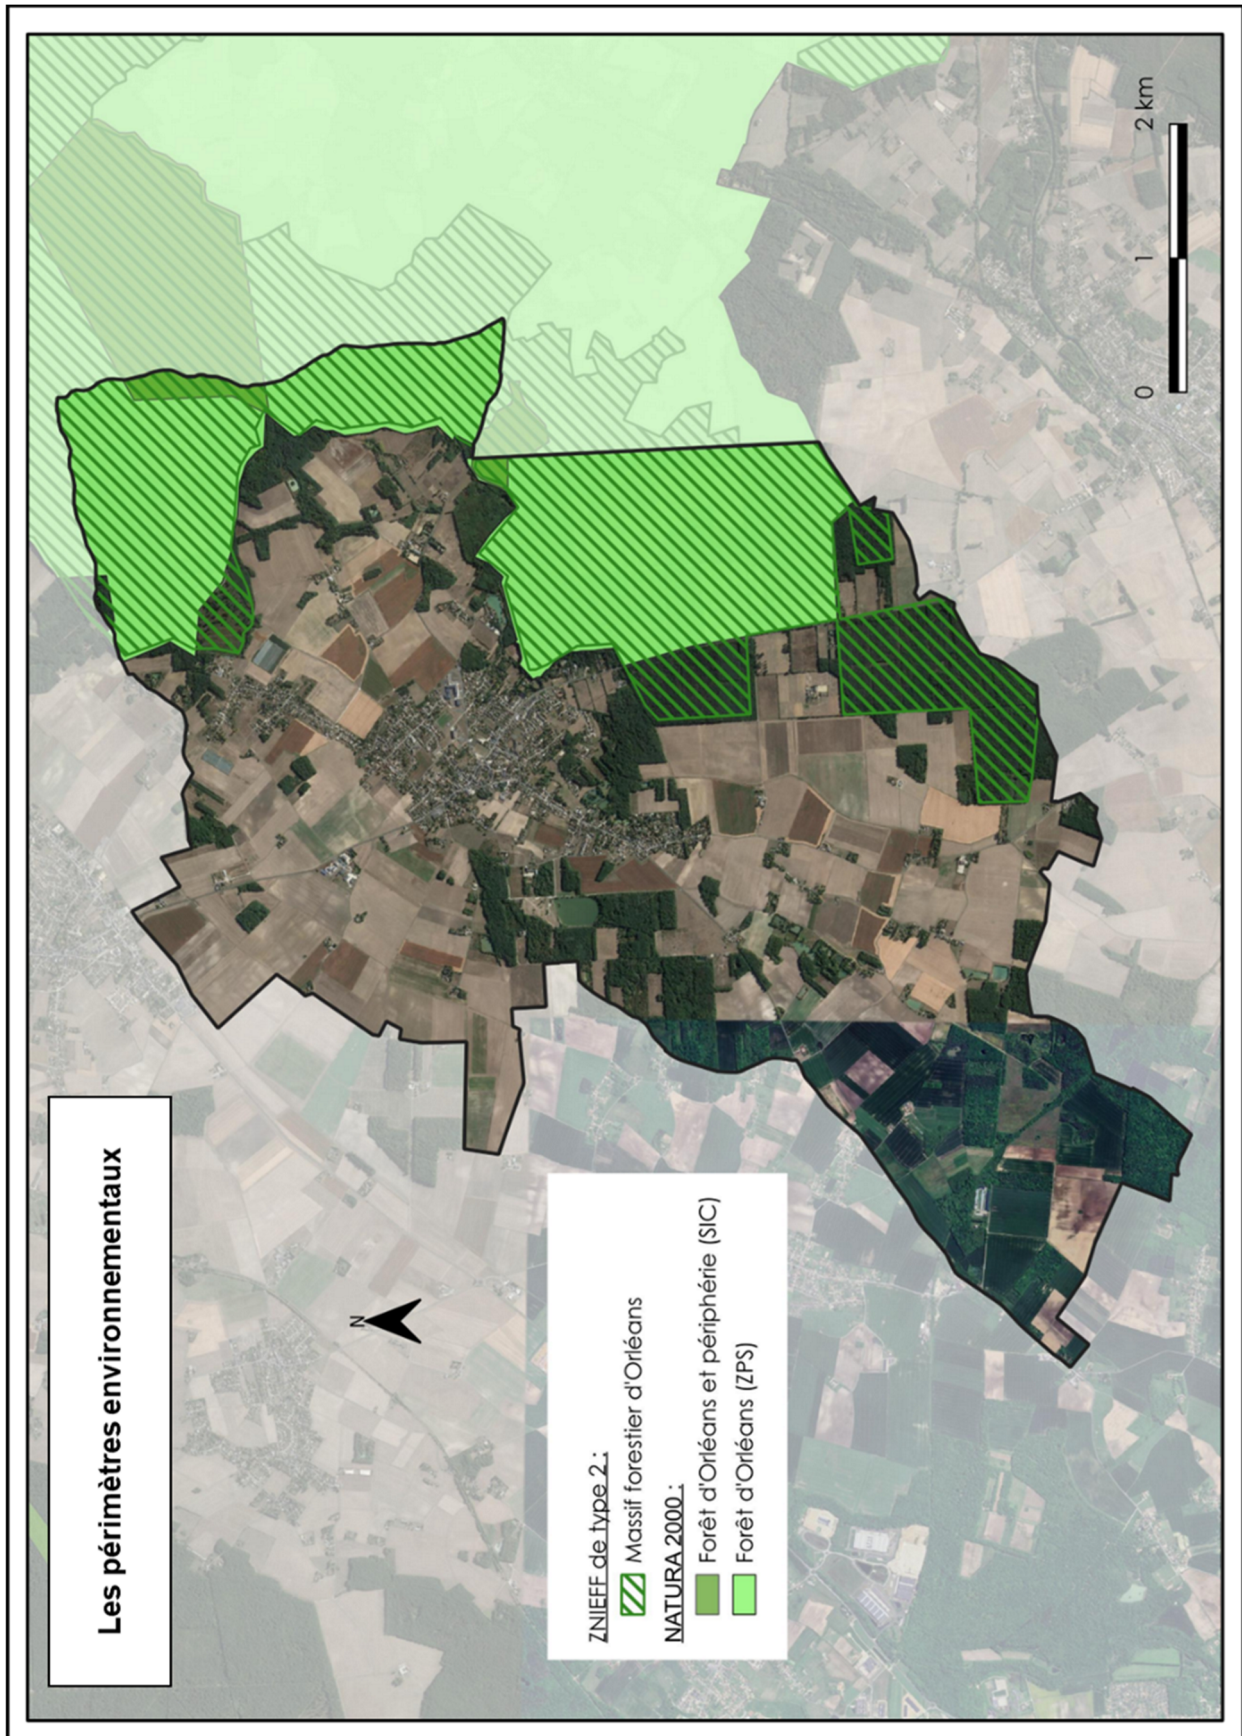 Les périmètres environnementaux
N
ZNIEFF de type 2 :
Massif forestier d'Orléans
NATURA 2000 :
Forêt d'Orléans et périphérie (SIC)
Forêt d'Orléans (ZPS)
0 1 2 km